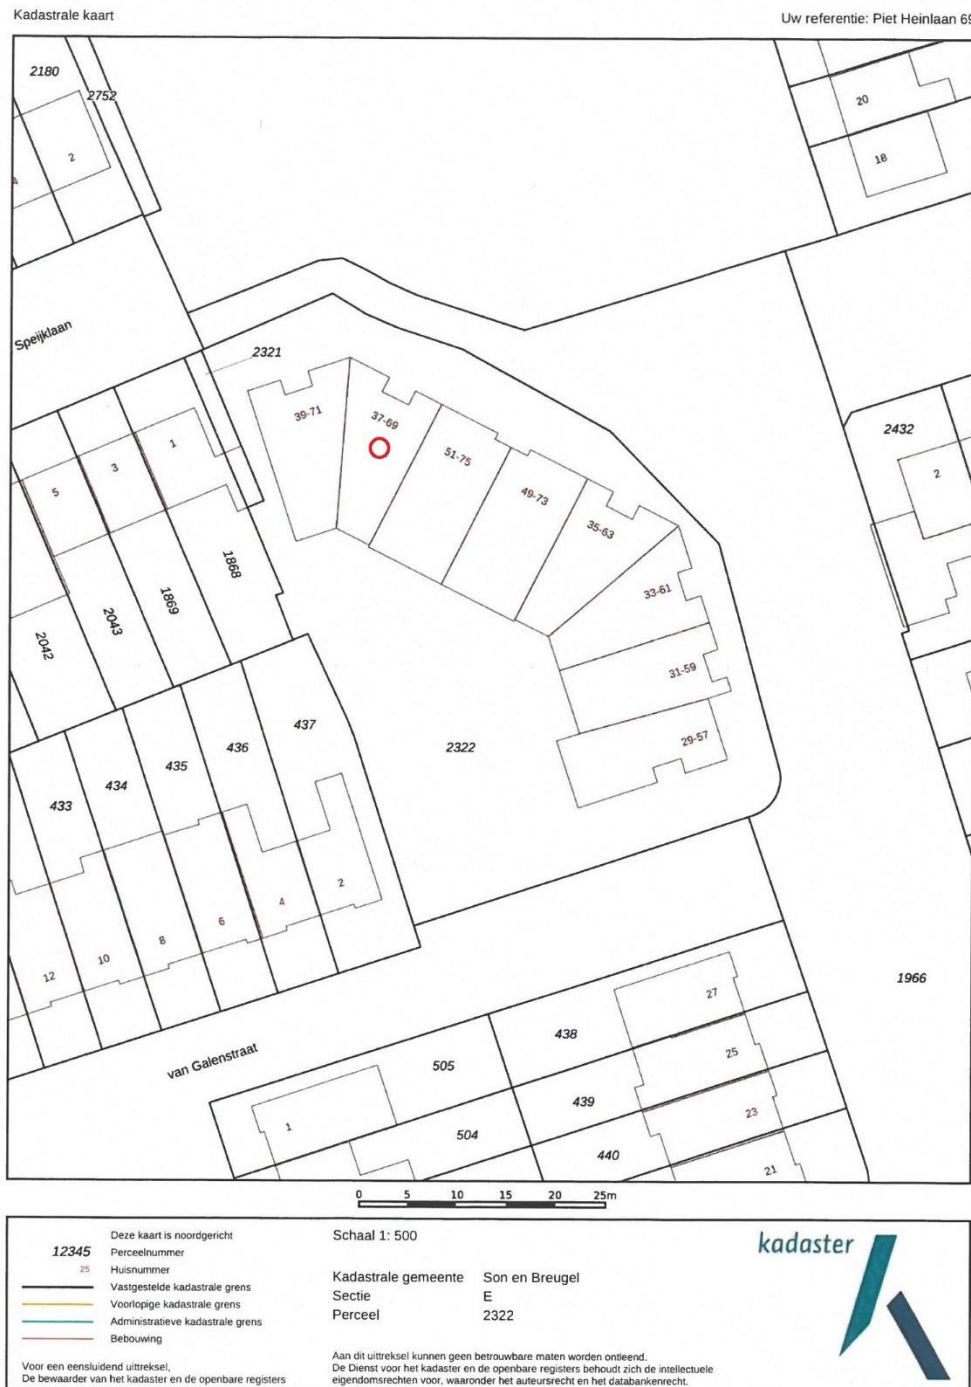 Kadastrale kaart
Uw referentie: Piet Heinlaan 69
2180
2752
2
4
20
18
Speijklaan
2321
39-71
37-69
51-75
49-73
35-63
33-61
31-59
29-57
2432
2
1
3
5
1868
1869
2043
2042
2322
437
436
435
434
433
2
4
6
8
10
12
1966
van Galenstraat
505
438
27
25
439
1
504
23
440
21
0 5 10 15 20 25m
Deze kaart is noordgericht
12345 Perceelnummer
25 Huisnummer
Vastgestelde kadastrale grens
Voorlopige kadastrale grens
Administratieve kadastrale grens
Bebouwing
Voor een eensluidend uittreksel,
De bewaarder van het kadaster en de openbare registers
Schaal 1: 500
Kadastrale gemeente Son en Breugel
Sectie E
Perceel 2322
Aan dit uittreksel kunnen geen betrouwbare maten worden ontleend.
De Dienst voor het kadaster en de openbare registers behoudt zich de intellectuele
eigendomsrechten voor, waaronder het auteursrecht en het databankenrecht.
kadaster